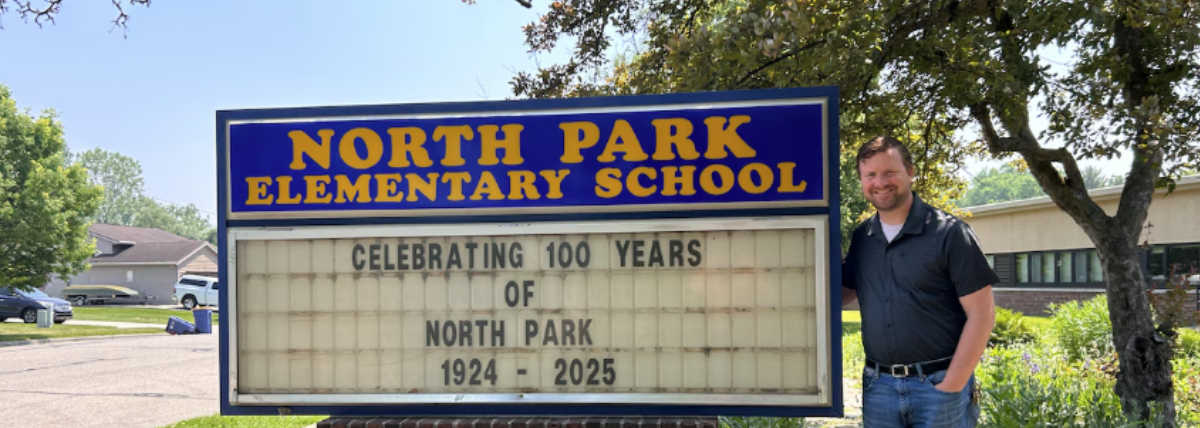 NORTH PARK
ELEMENTARY SCHOOL
CELEBRATING 100 YEARS
OF
NORTH PARK
1924 - 2025